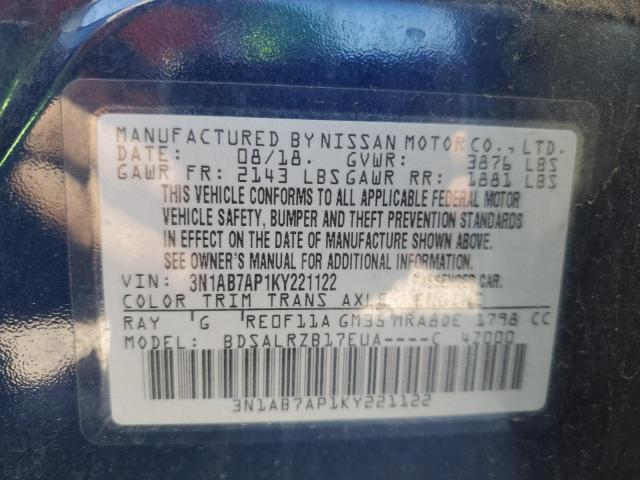 MANUFACTURED BY NISSAN MOTOR CO., LTD.
DATE: 08/18. GVWR: 3876 LBS
GAWR FR: 2143 LBS GAWR RR: 1881 LBS
THIS VEHICLE CONFORMS TO ALL APPLICABLE FEDERAL MOTOR
VEHICLE SAFETY, BUMPER AND THEFT PREVENTION STANDARDS
IN EFFECT ON THE DATE OF MANUFACTURE SHOWN ABOVE.
SEE OWNER'S MANUAL FOR ADDITIONAL INFORMATION.
VIN: 3N1AB7AP1KY221122 PASSENGER CAR.
COLOR TRIM TRANS AXLE ENGINE
RAY G RE0F11A GM35 MRA8DE 1798 CC
MODEL: BDSALRZB17EUA----C 4Z000
3N1AB7AP1KY221122